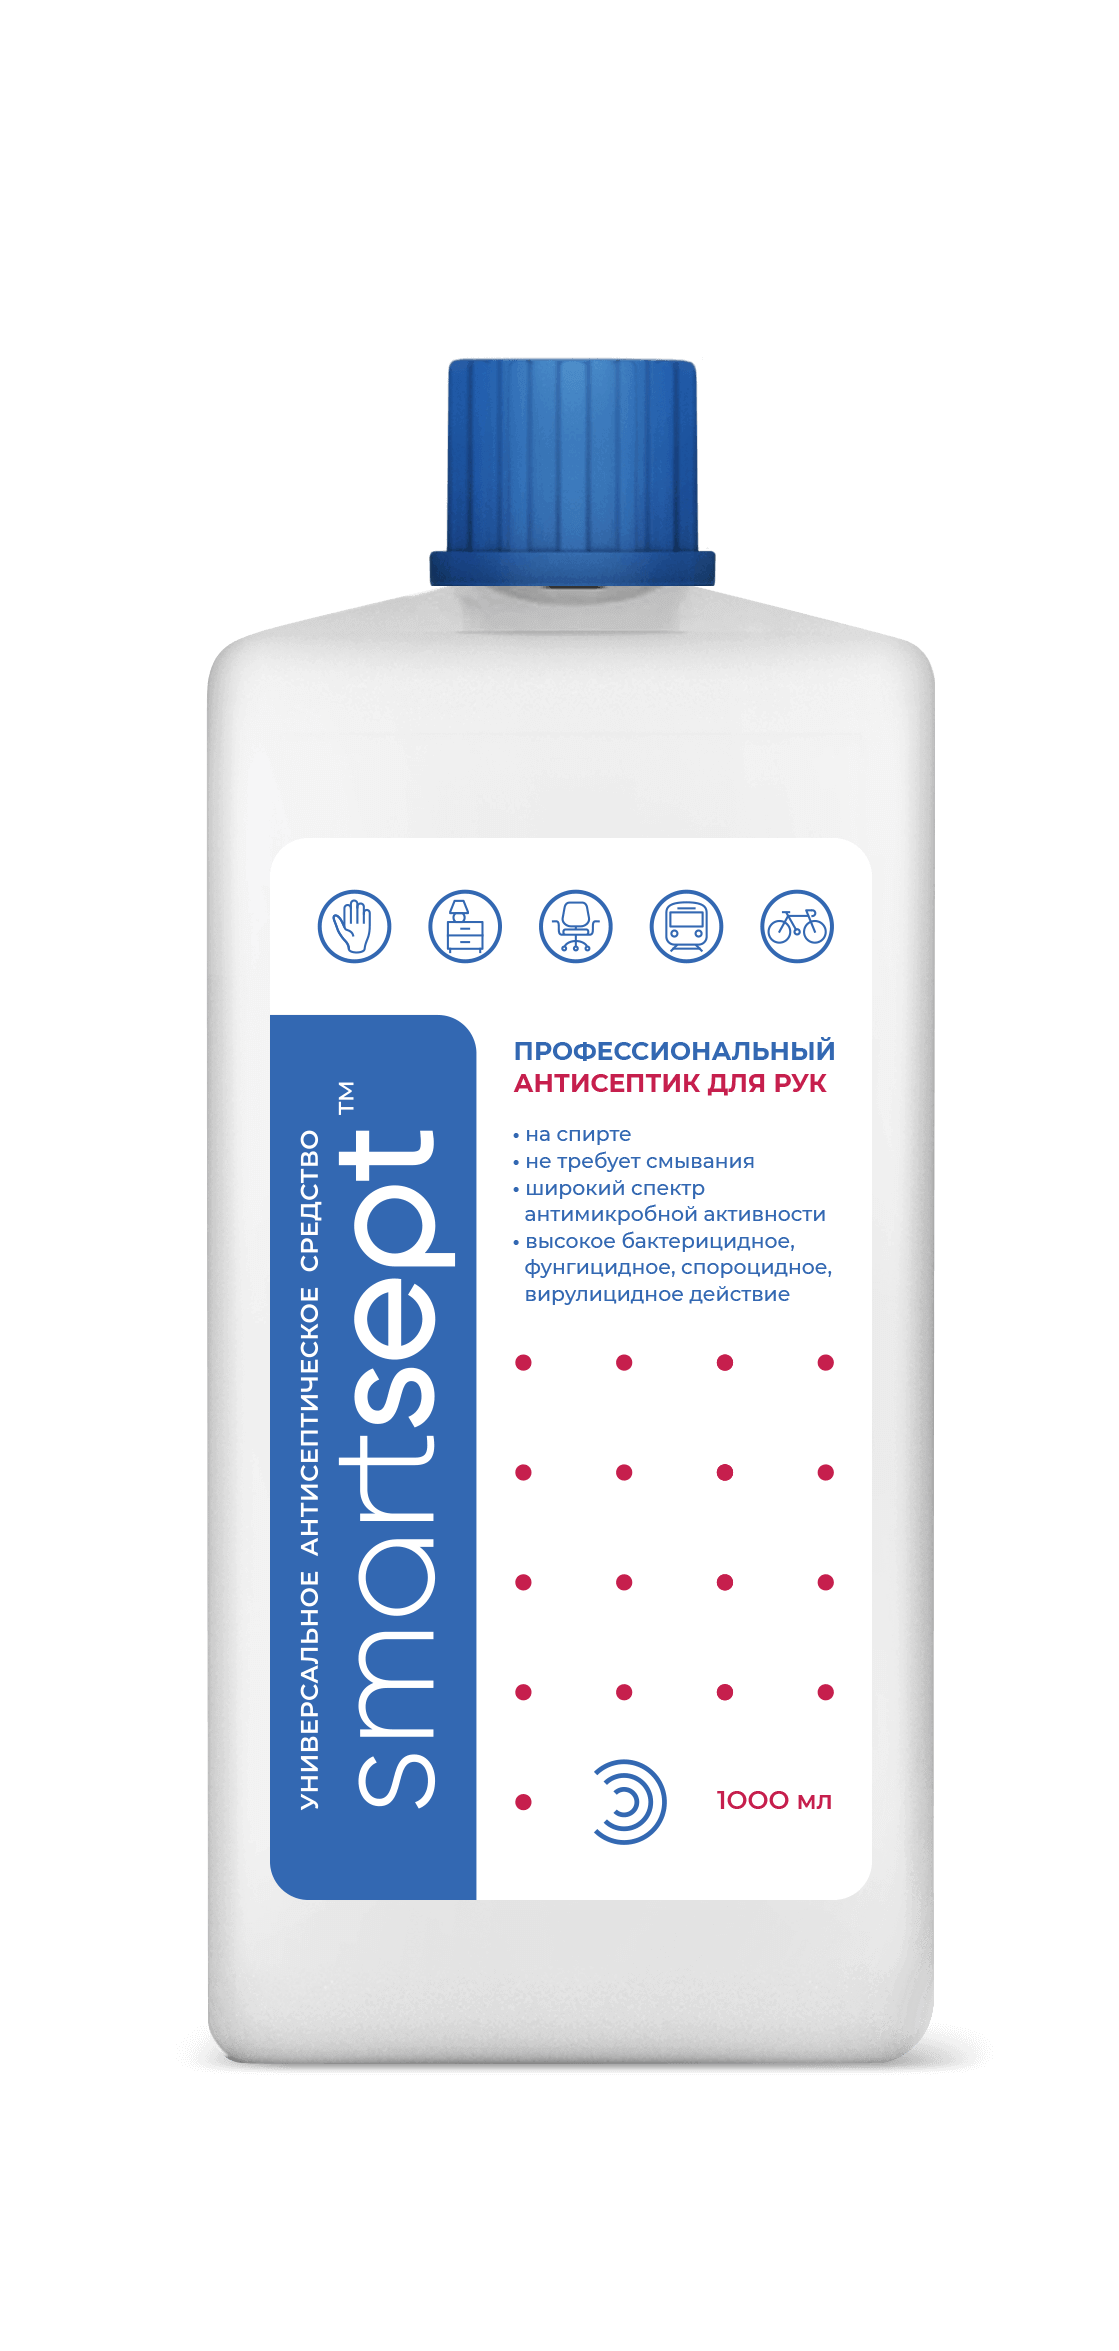 УНИВЕРСАЛЬНОЕ АНТИСЕПТИЧЕСКОЕ СРЕДСТВО
smartsept™
ПРОФЕССИОНАЛЬНЫЙ
АНТИСЕПТИК ДЛЯ РУК
• на спирте
• не требует смывания
• широкий спектр
антимикробной активности
• высокое бактерицидное,
фунгицидное, спороцидное,
вирулицидное действие
1000 мл